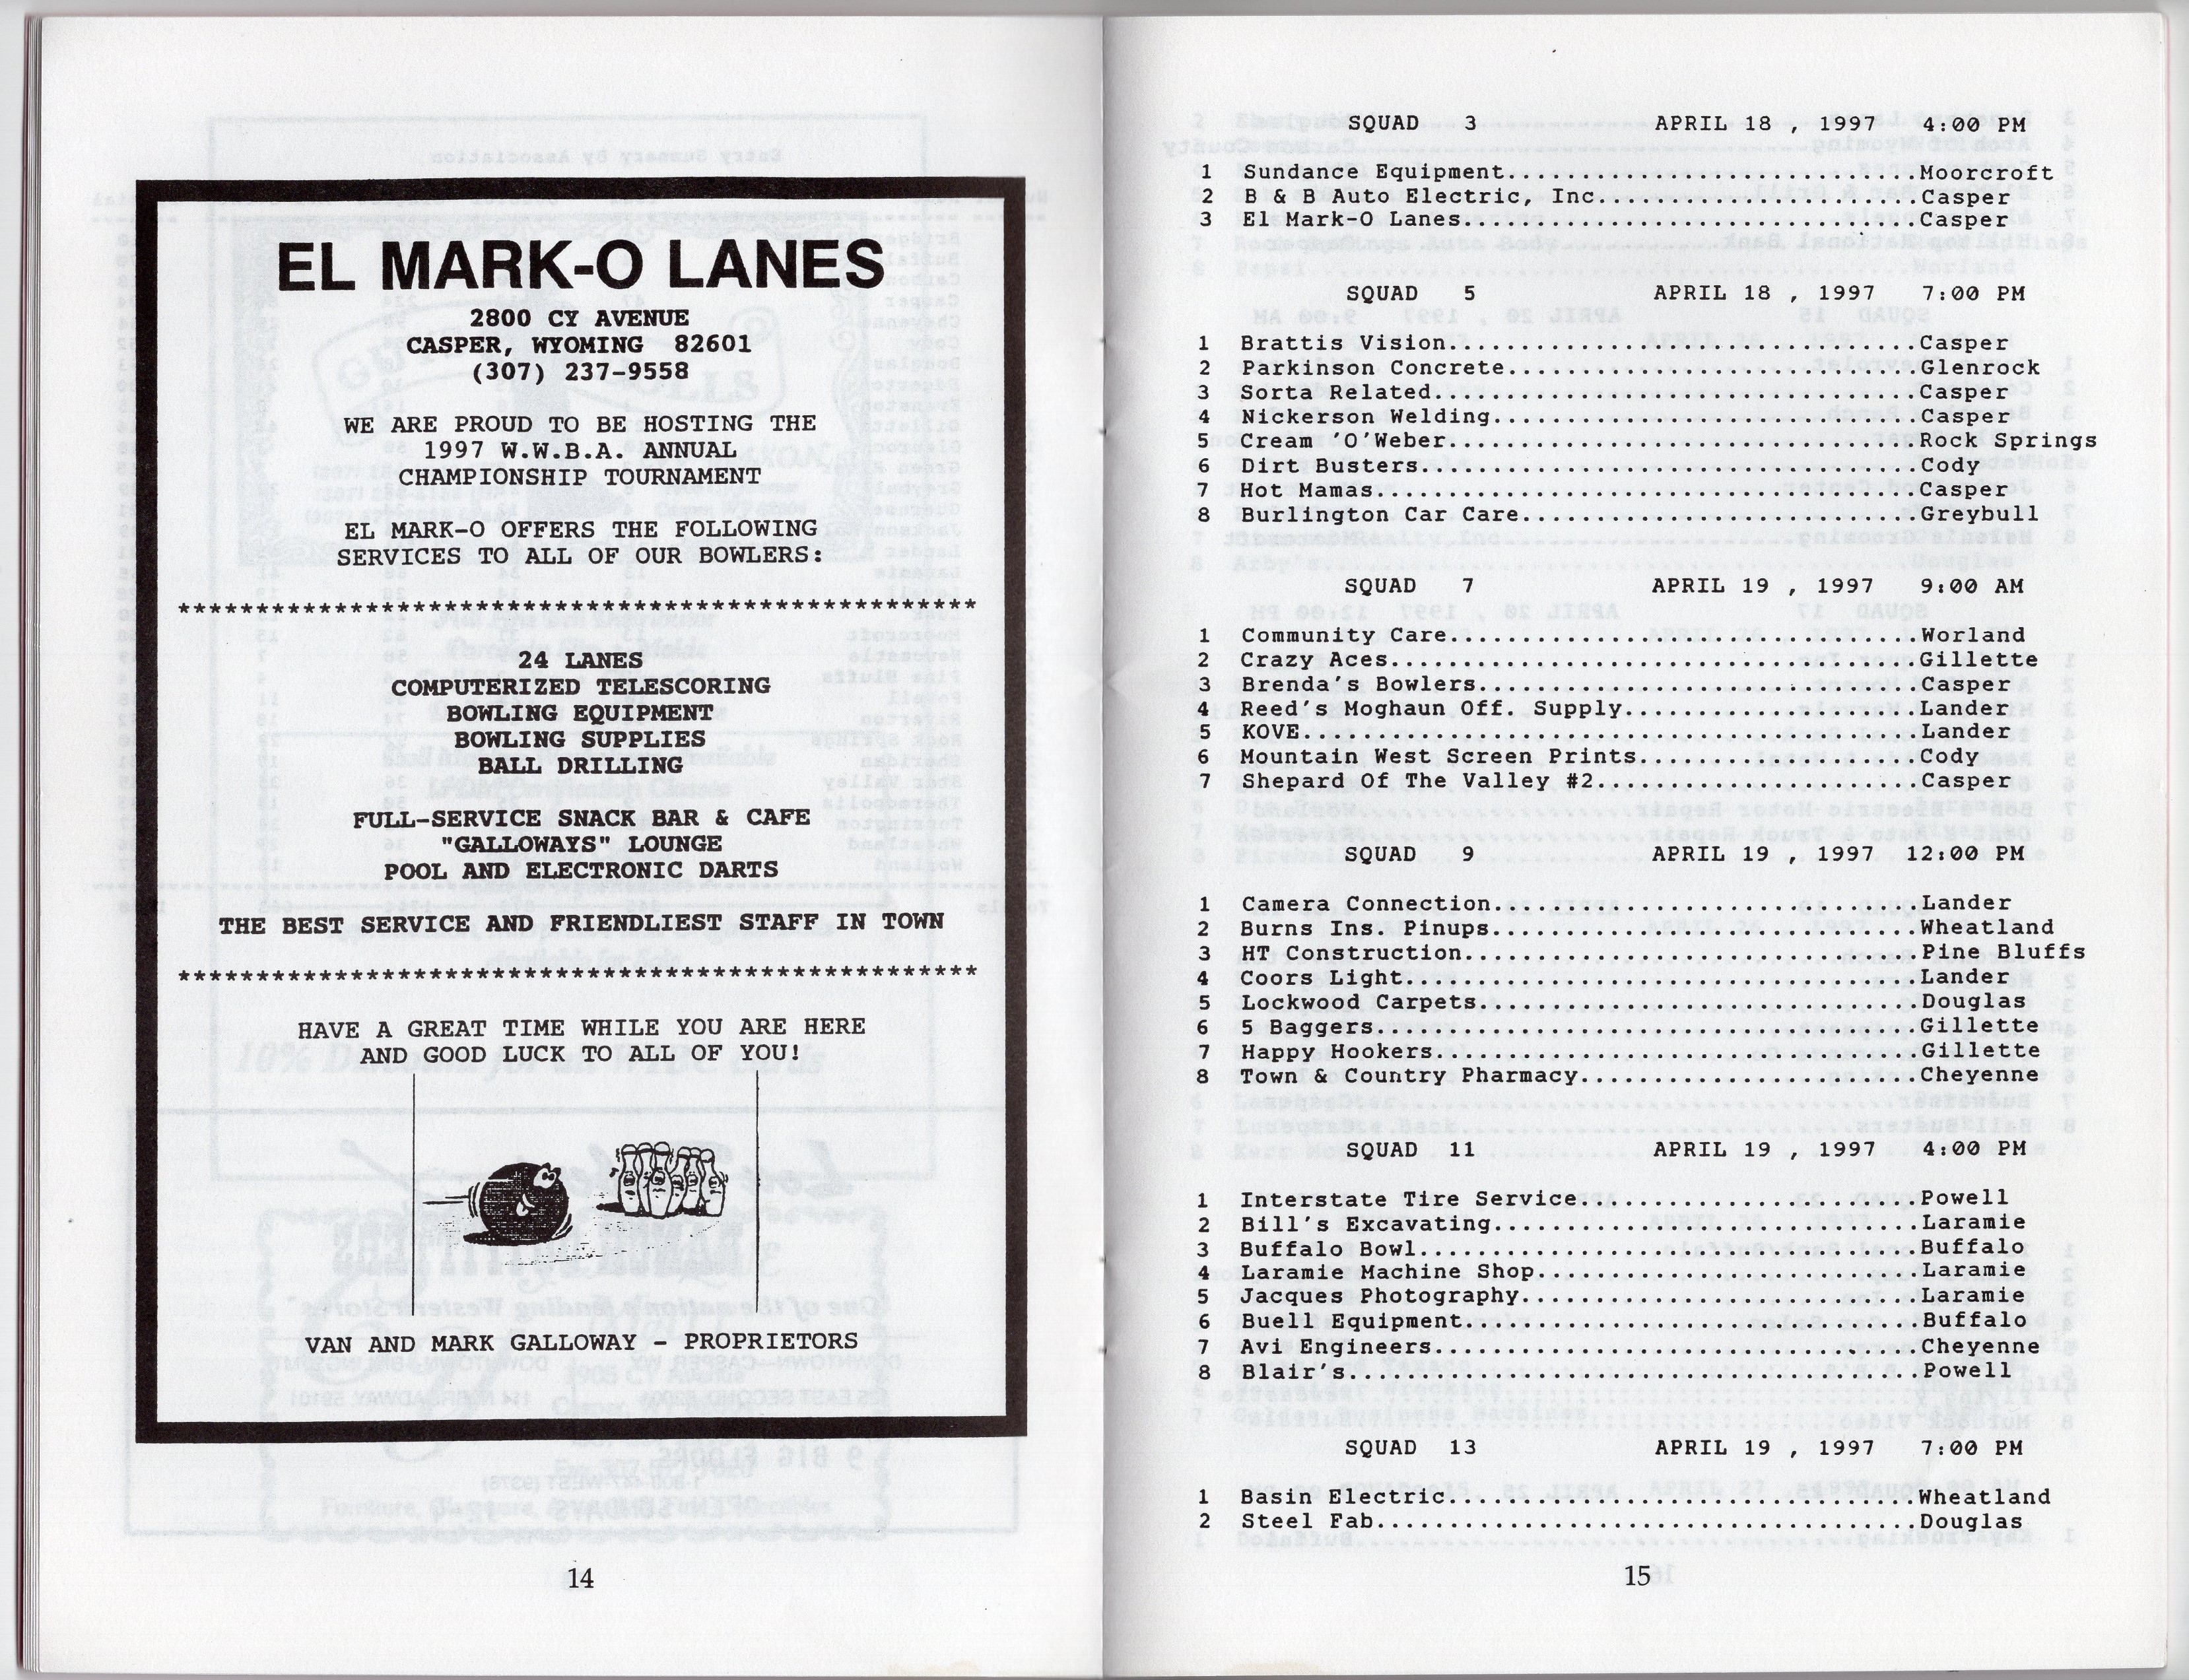 EL MARK-O LANES
2800 CY AVENUE
CASPER, WYOMING 82601
(307) 237-9558
WE ARE PROUD TO BE HOSTING THE
1997 W.W.B.A. ANNUAL
CHAMPIONSHIP TOURNAMENT
EL MARK-O OFFERS THE FOLLOWING
SERVICES TO ALL OF OUR BOWLERS:
***************************************************
24 LANES
COMPUTERIZED TELESCORING
BOWLING EQUIPMENT
BOWLING SUPPLIES
BALL DRILLING
FULL-SERVICE SNACK BAR & CAFE
"GALLOWAYS" LOUNGE
POOL AND ELECTRONIC DARTS
THE BEST SERVICE AND FRIENDLIEST STAFF IN TOWN
***************************************************
HAVE A GREAT TIME WHILE YOU ARE HERE
AND GOOD LUCK TO ALL OF YOU!
VAN AND MARK GALLOWAY - PROPRIETORS
14
SQUAD 3 APRIL 18 , 1997 4:00 PM
1 Sundance Equipment............................Moorcroft
2 B & B Auto Electric, Inc......................Casper
3 El Mark-O Lanes...............................Casper
SQUAD 5 APRIL 18 , 1997 7:00 PM
1 Brattis Vision................................Casper
2 Parkinson Concrete............................Glenrock
3 Sorta Related.................................Casper
4 Nickerson Welding.............................Casper
5 Cream 'O'Weber................................Rock Springs
6 Dirt Busters..................................Cody
7 Hot Mamas.....................................Casper
8 Burlington Car Care...........................Greybull
SQUAD 7 APRIL 19 , 1997 9:00 AM
1 Community Care................................Worland
2 Crazy Aces....................................Gillette
3 Brenda's Bowlers..............................Casper
4 Reed's Moghaun Off. Supply....................Lander
5 KOVE..........................................Lander
6 Mountain West Screen Prints...................Cody
7 Shepard Of The Valley #2......................Casper
SQUAD 9 APRIL 19 , 1997 12:00 PM
1 Camera Connection.............................Lander
2 Burns Ins. Pinups.............................Wheatland
3 HT Construction...............................Pine Bluffs
4 Coors Light...................................Lander
5 Lockwood Carpets..............................Douglas
6 5 Baggers.....................................Gillette
7 Happy Hookers.................................Gillette
8 Town & Country Pharmacy.......................Cheyenne
SQUAD 11 APRIL 19 , 1997 4:00 PM
1 Interstate Tire Service.......................Powell
2 Bill's Excavating.............................Laramie
3 Buffalo Bowl..................................Buffalo
4 Laramie Machine Shop..........................Laramie
5 Jacques Photography...........................Laramie
6 Buell Equipment...............................Buffalo
7 Avi Engineers.................................Cheyenne
8 Blair's.......................................Powell
SQUAD 13 APRIL 19 , 1997 7:00 PM
1 Basin Electric................................Wheatland
2 Steel Fab.....................................Douglas
15